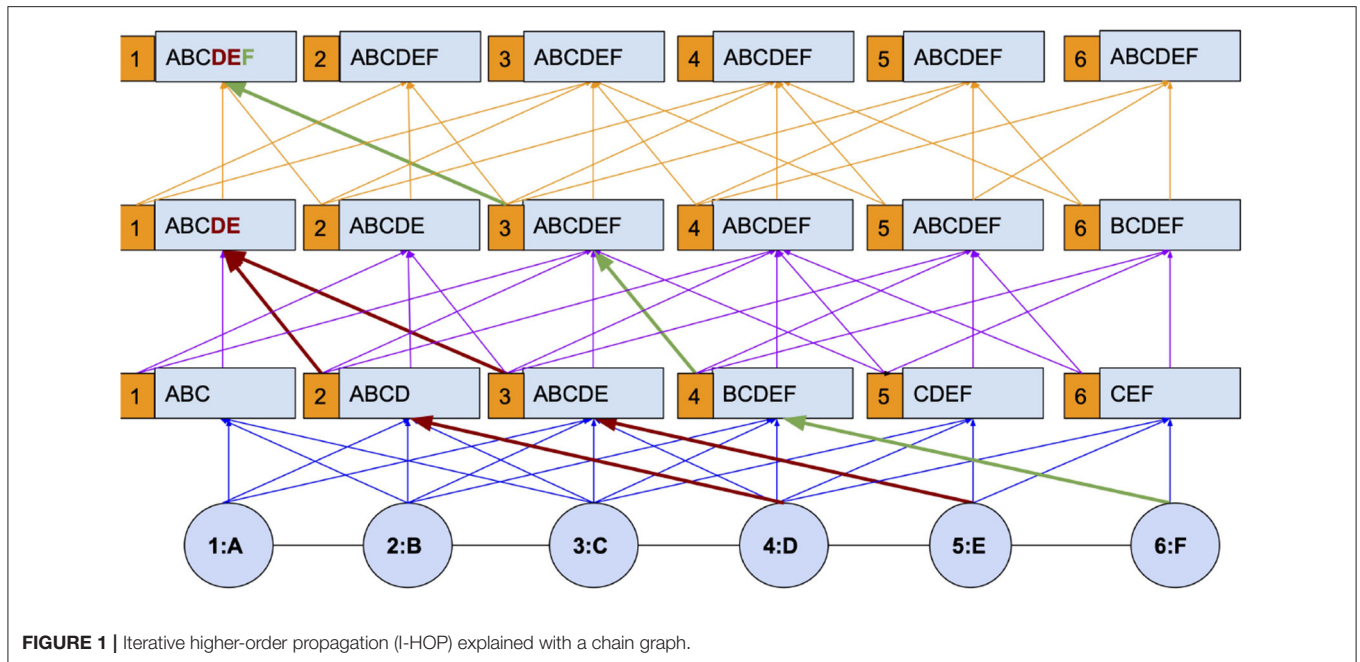 1 ABCDEF 2 ABCDEF 3 ABCDEF 4 ABCDEF 5 ABCDEF 6 ABCDEF
1 ABCDE 2 ABCDE 3 ABCDEF 4 ABCDEF 5 ABCDEF 6 BCDEF
1 ABC 2 ABCD 3 ABCDE 4 BCDEF 5 CDEF 6 CEF
1:A 2:B 3:C 4:D 5:E 6:F
FIGURE 1 | Iterative higher-order propagation (I-HOP) explained with a chain graph.